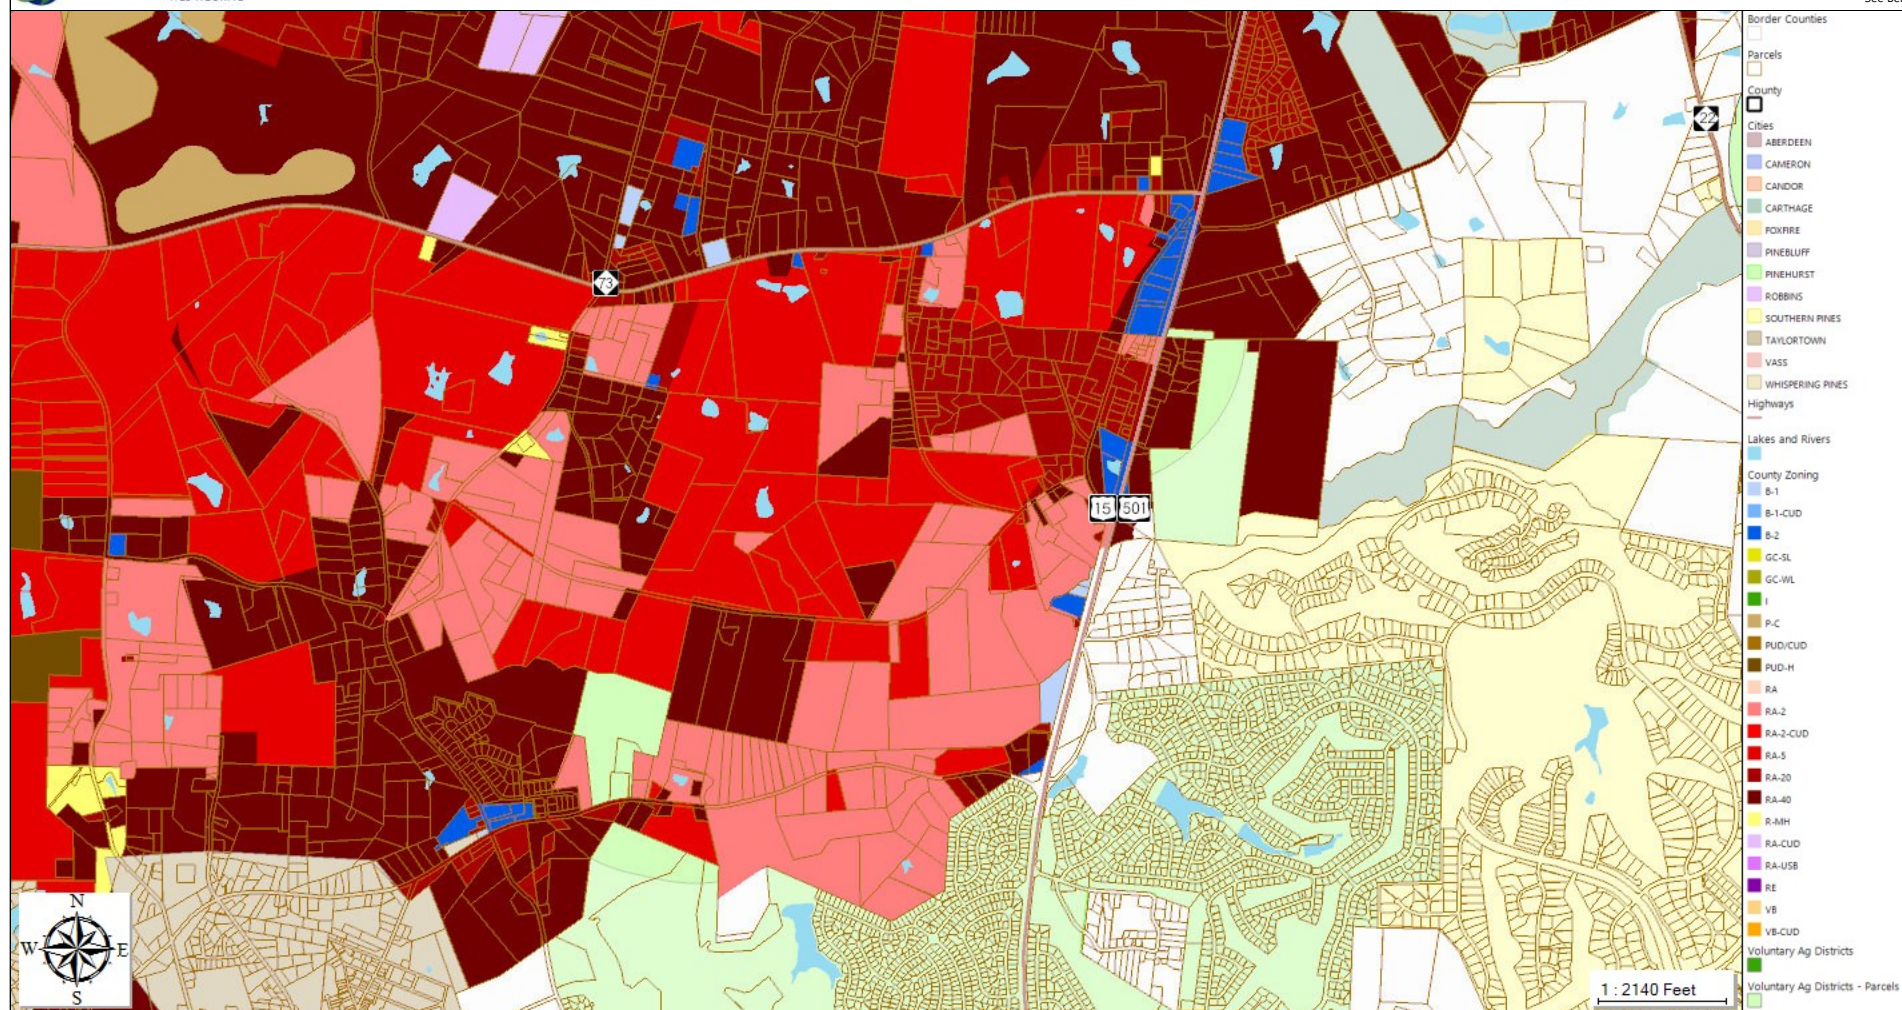 Border Counties
Parcels
County
Cities
ABERDEEN
CAMERON
CANDOR
CARTHAGE
FOXFIRE
PINEBLUFF
PINEHURST
ROBBINS
SOUTHERN PINES
TAYLORTOWN
VASS
WHISPERING PINES
Highways
Lakes and Rivers
County Zoning
B-1
B-1-CUD
B-2
GC-SL
GC-WL
I
P-C
PUD/CUD
PUD-H
RA
RA-2
RA-2-CUD
RA-5
RA-20
RA-40
R-MH
RA-CUD
RA-USB
RE
VB
VB-CUD
Voluntary Ag Districts
Voluntary Ag Districts - Parcels
22
73
15 501
N
W E
S
1 : 2140 Feet